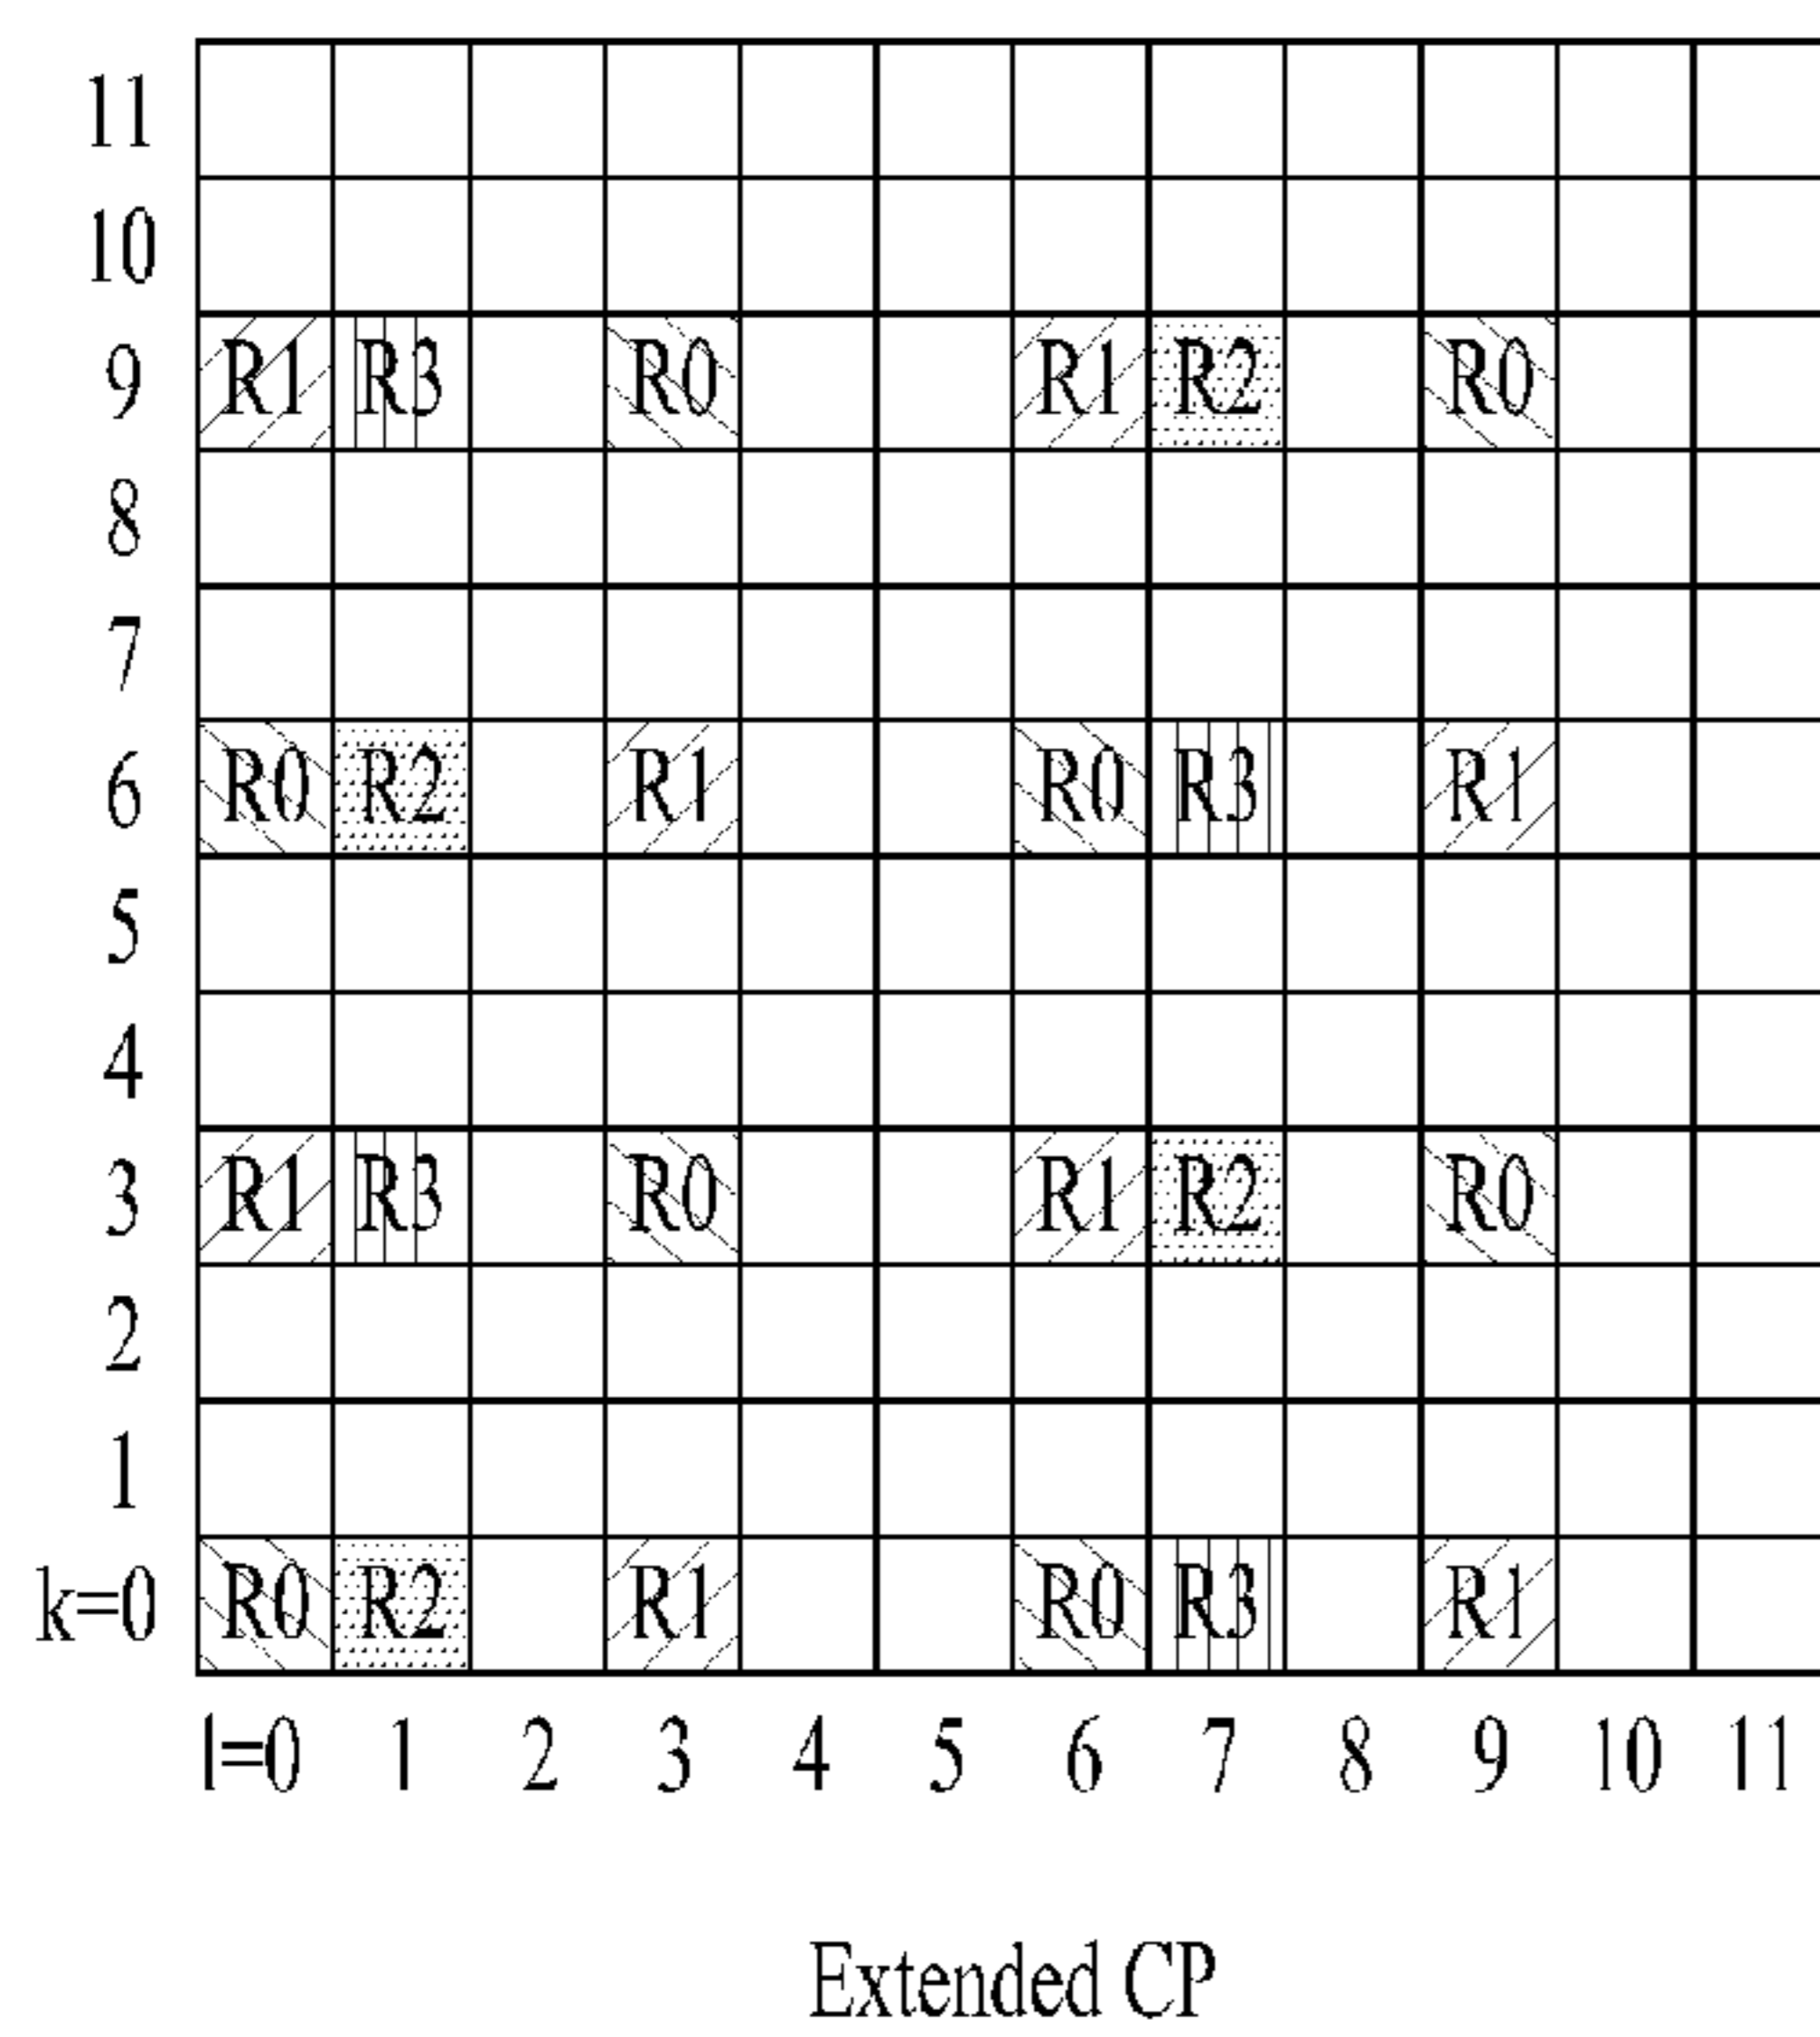 11
10
9 R1 R3 R0 R1 R2 R0
8
7
6 R0 R2 R1 R0 R3 R1
5
4
3 R1 R3 R0 R1 R2 R0
2
1
k=0 R0 R2 R1 R0 R3 R1
l=0 1 2 3 4 5 6 7 8 9 10 11
Extended CP